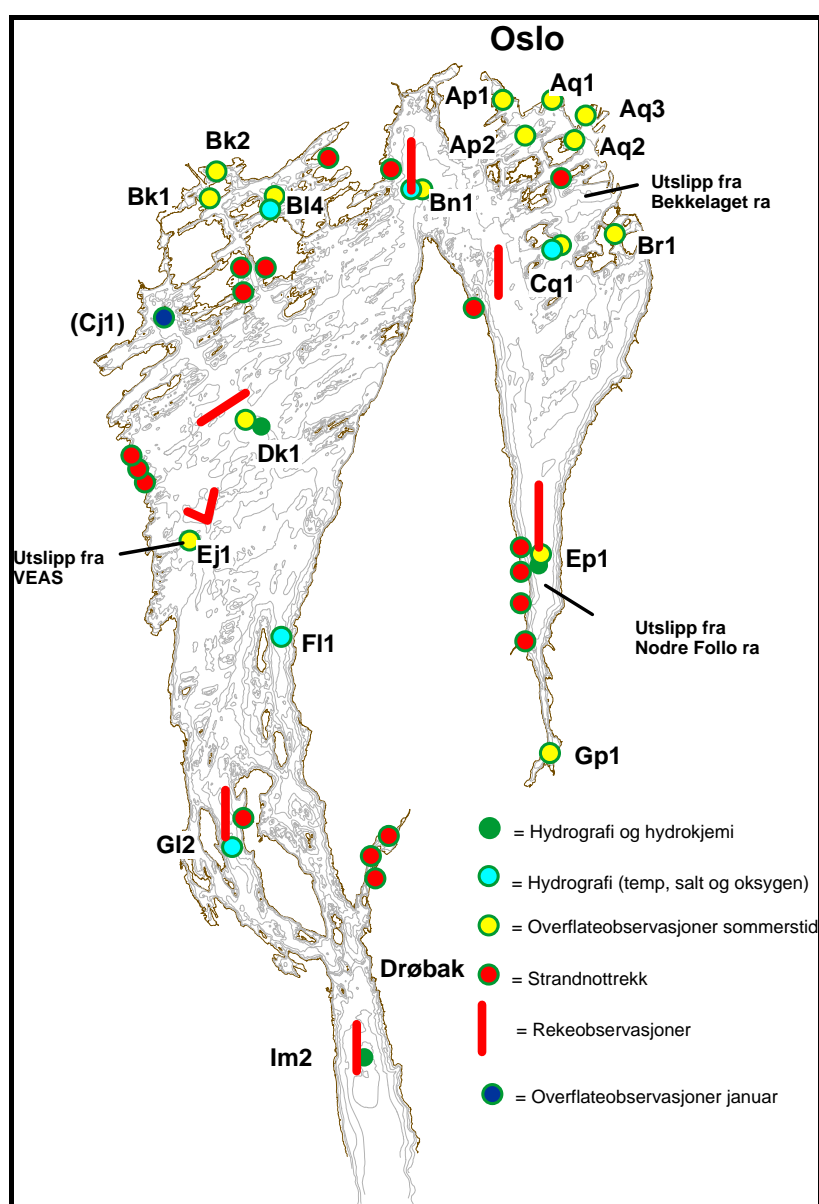 Oslo
Ap1
Aq1
Aq3
Ap2
Aq2
Bk2
Bk1
Bl4
Bn1
Utslipp fra
Bekkelaget ra
Br1
Cq1
(Cj1)
Dk1
Utslipp fra
VEAS
Ej1
Ep1
Utslipp fra
Nodre Follo ra
Fl1
Gp1
Gl2
= Hydrografi og hydrokjemi
= Hydrografi (temp, salt og oksygen)
= Overflateobservasjoner sommerstid
Drøbak
= Strandnottrekk
= Rekeobservasjoner
Im2
= Overflateobservasjoner januar